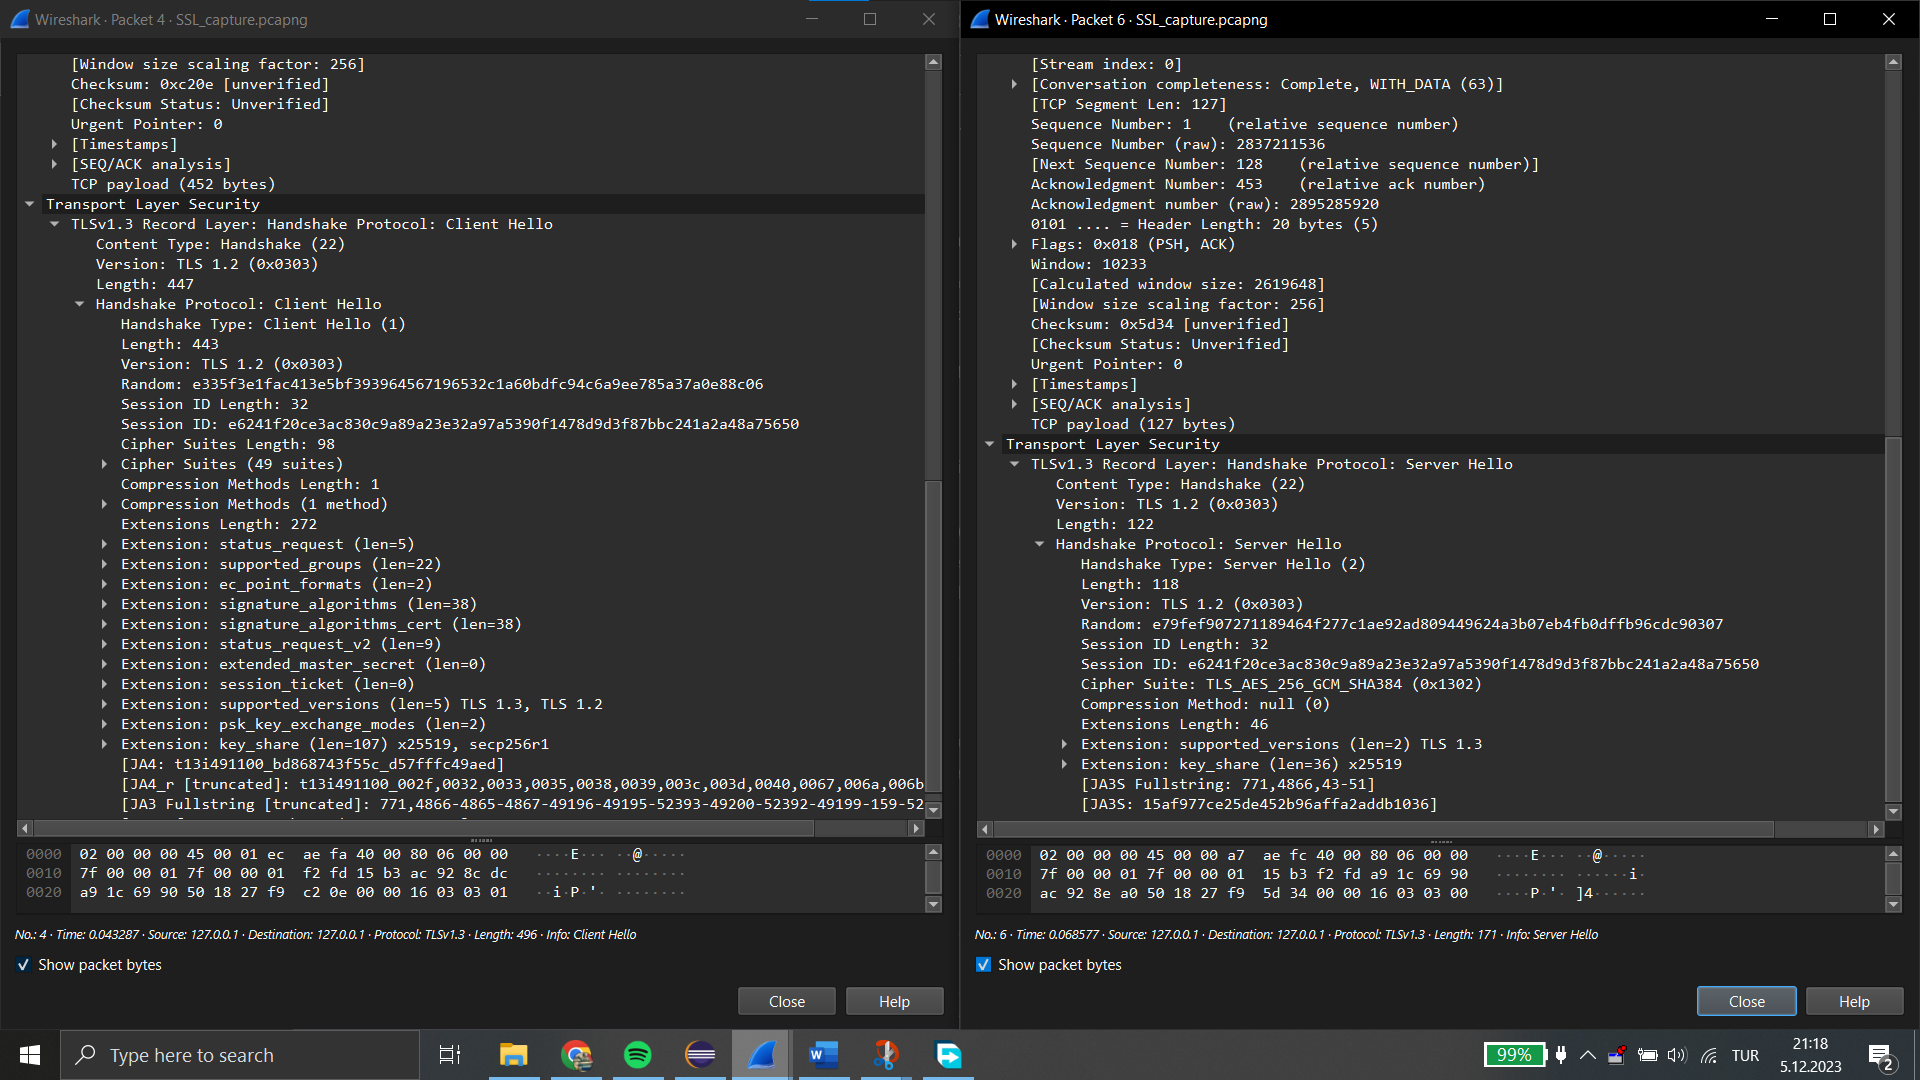 Wireshark · Packet 4 · SSL_capture.pcapng
[Window size scaling factor: 256]
Checksum: 0xc20e [unverified]
[Checksum Status: Unverified]
Urgent Pointer: 0
[Timestamps]
[SEQ/ACK analysis]
TCP payload (452 bytes)
Transport Layer Security
TLSv1.3 Record Layer: Handshake Protocol: Client Hello
Content Type: Handshake (22)
Version: TLS 1.2 (0x0303)
Length: 447
Handshake Protocol: Client Hello
Handshake Type: Client Hello (1)
Length: 443
Version: TLS 1.2 (0x0303)
Random: e335f3e1fac413e5bf393964567196532c1a60bdfc94c6a9ee785a37a0e88c06
Session ID Length: 32
Session ID: e6241f20ce3ac830c9a89a23e32a97a5390f1478d9d3f87bbc241a2a48a75650
Cipher Suites Length: 98
Cipher Suites (49 suites)
Compression Methods Length: 1
Compression Methods (1 method)
Extensions Length: 272
Extension: status_request (len=5)
Extension: supported_groups (len=22)
Extension: ec_point_formats (len=2)
Extension: signature_algorithms (len=38)
Extension: signature_algorithms_cert (len=38)
Extension: status_request_v2 (len=9)
Extension: extended_master_secret (len=0)
Extension: session_ticket (len=0)
Extension: supported_versions (len=5) TLS 1.3, TLS 1.2
Extension: psk_key_exchange_modes (len=2)
Extension: key_share (len=107) x25519, secp256r1
[JA4: t13i491100_bd868743f55c_d57fffc49aed]
[JA4_r [truncated]: t13i491100_002f,0032,0033,0035,0038,0039,003c,003d,0040,0067,006a,006b
[JA3 Fullstring [truncated]: 771,4866-4865-4867-49196-49195-52393-49200-52392-49199-159-52
0000 02 00 00 00 45 00 01 ec ae fa 40 00 80 06 00 00 ····E··· ··@·····
0010 7f 00 00 01 7f 00 00 01 f2 fd 15 b3 ac 92 8c dc ········ ········
0020 a9 1c 69 90 50 18 27 f9 c2 0e 00 00 16 03 03 01 ··i·P·'· ········
No.: 4 · Time: 0.043287 · Source: 127.0.0.1 · Destination: 127.0.0.1 · Protocol: TLSv1.3 · Length: 496 · Info: Client Hello
Show packet bytes
Close
Help
Wireshark · Packet 6 · SSL_capture.pcapng
[Stream index: 0]
[Conversation completeness: Complete, WITH_DATA (63)]
[TCP Segment Len: 127]
Sequence Number: 1 (relative sequence number)
Sequence Number (raw): 2837211536
[Next Sequence Number: 128 (relative sequence number)]
Acknowledgment Number: 453 (relative ack number)
Acknowledgment number (raw): 2895285920
0101 .... = Header Length: 20 bytes (5)
Flags: 0x018 (PSH, ACK)
Window: 10233
[Calculated window size: 2619648]
[Window size scaling factor: 256]
Checksum: 0x5d34 [unverified]
[Checksum Status: Unverified]
Urgent Pointer: 0
[Timestamps]
[SEQ/ACK analysis]
TCP payload (127 bytes)
Transport Layer Security
TLSv1.3 Record Layer: Handshake Protocol: Server Hello
Content Type: Handshake (22)
Version: TLS 1.2 (0x0303)
Length: 122
Handshake Protocol: Server Hello
Handshake Type: Server Hello (2)
Length: 118
Version: TLS 1.2 (0x0303)
Random: e79fef907271189464f277c1ae92ad809449624a3b07eb4fb0dffb96cdc90307
Session ID Length: 32
Session ID: e6241f20ce3ac830c9a89a23e32a97a5390f1478d9d3f87bbc241a2a48a75650
Cipher Suite: TLS_AES_256_GCM_SHA384 (0x1302)
Compression Method: null (0)
Extensions Length: 46
Extension: supported_versions (len=2) TLS 1.3
Extension: key_share (len=36) x25519
[JA3S Fullstring: 771,4866,43-51]
[JA3S: 15af977ce25de452b96affa2addb1036]
0000 02 00 00 00 45 00 00 a7 ae fc 40 00 80 06 00 00 ····E··· ··@·····
0010 7f 00 00 01 7f 00 00 01 15 b3 f2 fd a9 1c 69 90 ········ ······i·
0020 ac 92 8e a0 50 18 27 f9 5d 34 00 00 16 03 03 00 ····P·'· ]4······
No.: 6 · Time: 0.068577 · Source: 127.0.0.1 · Destination: 127.0.0.1 · Protocol: TLSv1.3 · Length: 171 · Info: Server Hello
Show packet bytes
Close
Help
Type here to search
99%
TUR
21:18
5.12.2023
2